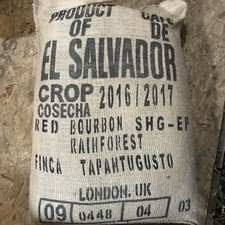 PRODUCT CAFE
OF DE
EL SALVADOR
CROP 2016/2017
COSECHA
RED BOURBON SHG-EP
RAINFOREST
FINCA TAPANTUGUSTO
LONDON, UK
09 0448 04 03